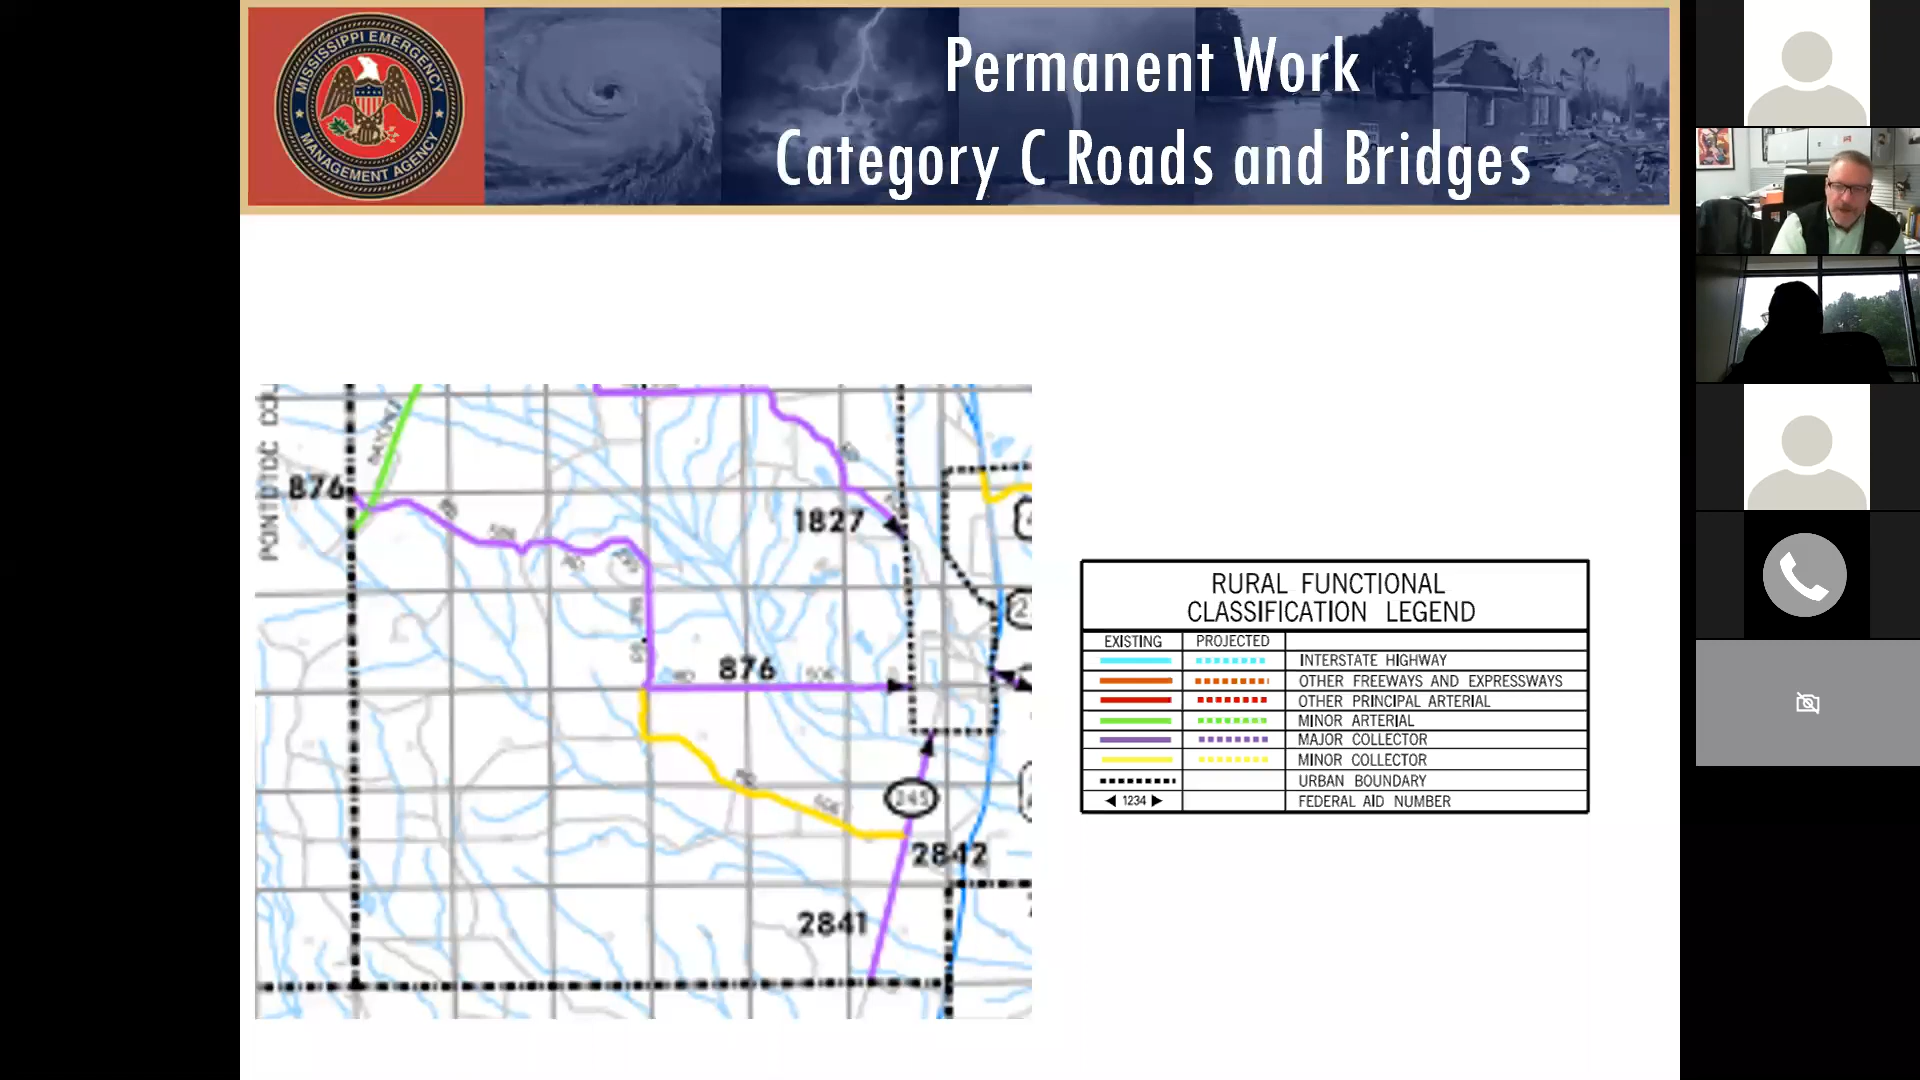 MISSISSIPPI EMERGENCY
MANAGEMENT AGENCY
Permanent Work
Category C Roads and Bridges
876
1827
876
245
2842
2841
RURAL FUNCTIONAL
CLASSIFICATION LEGEND
EXISTING PROJECTED
INTERSTATE HIGHWAY
OTHER FREEWAYS AND EXPRESSWAYS
OTHER PRINCIPAL ARTERIAL
MINOR ARTERIAL
MAJOR COLLECTOR
MINOR COLLECTOR
URBAN BOUNDARY
1234 FEDERAL AID NUMBER
PONTOTOC